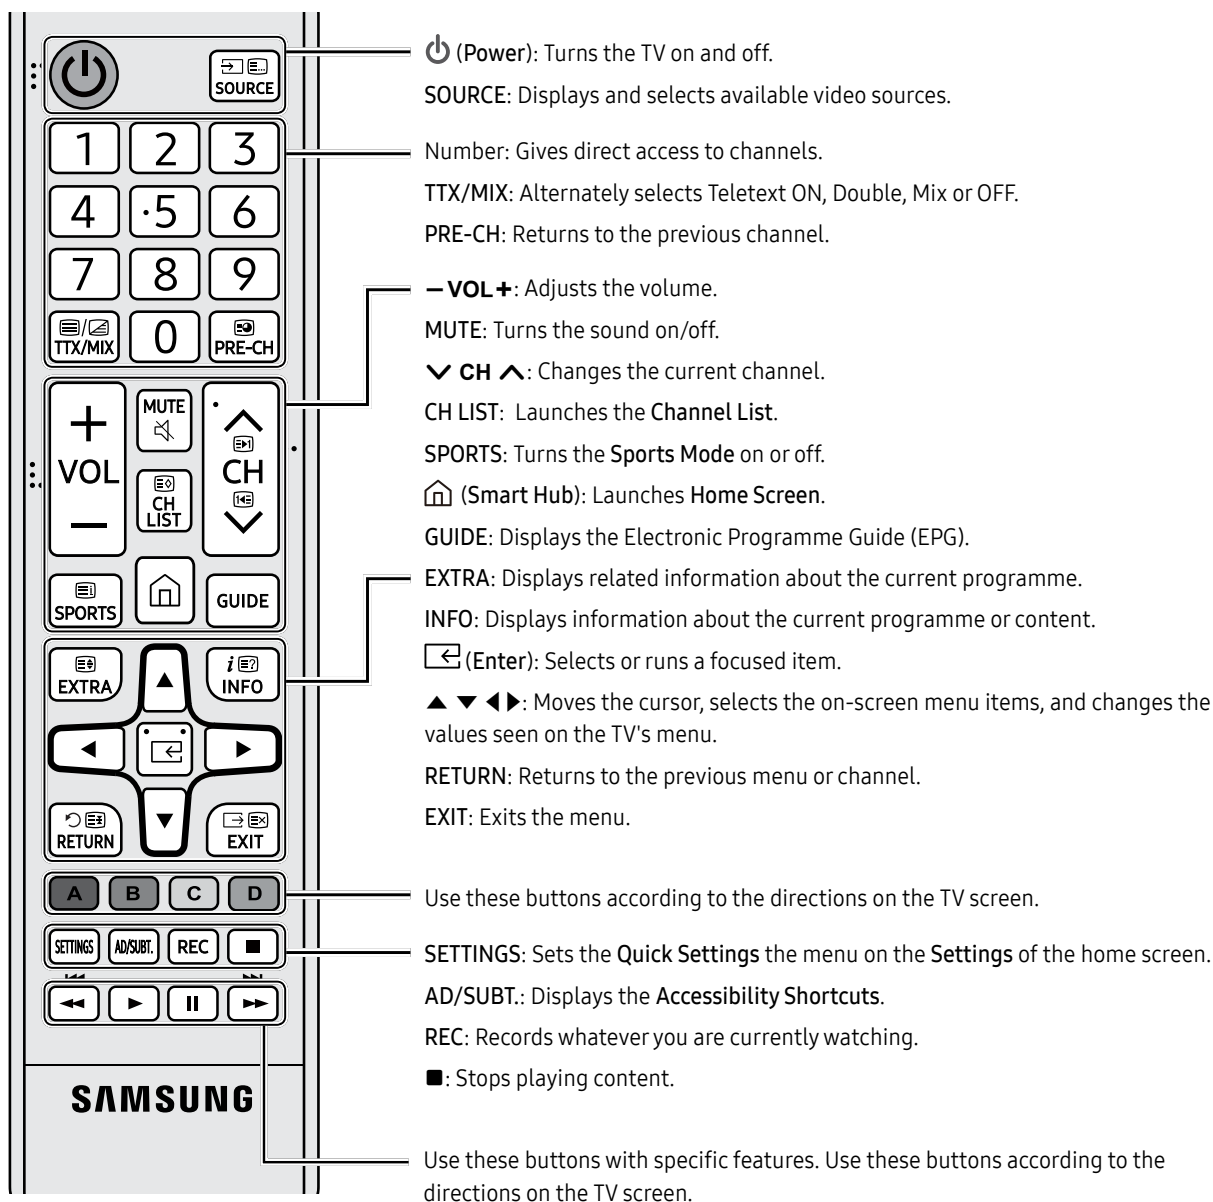 SOURCE
1 2 3
4 ·5 6
7 8 9
TTX/MIX 0 PRE-CH
+ VOL –
MUTE
CH LIST
CH
SPORTS GUIDE
EXTRA INFO
RETURN EXIT
A B C D
SETTINGS AD/SUBT. REC
SAMSUNG
(Power): Turns the TV on and off.
SOURCE: Displays and selects available video sources.
Number: Gives direct access to channels.
TTX/MIX: Alternately selects Teletext ON, Double, Mix or OFF.
PRE-CH: Returns to the previous channel.
– VOL +: Adjusts the volume.
MUTE: Turns the sound on/off.
CH : Changes the current channel.
CH LIST: Launches the Channel List.
SPORTS: Turns the Sports Mode on or off.
(Smart Hub): Launches Home Screen.
GUIDE: Displays the Electronic Programme Guide (EPG).
EXTRA: Displays related information about the current programme.
INFO: Displays information about the current programme or content.
(Enter): Selects or runs a focused item.
▲ ▼ ◀ ▶: Moves the cursor, selects the on-screen menu items, and changes the
values seen on the TV's menu.
RETURN: Returns to the previous menu or channel.
EXIT: Exits the menu.
Use these buttons according to the directions on the TV screen.
SETTINGS: Sets the Quick Settings the menu on the Settings of the home screen.
AD/SUBT.: Displays the Accessibility Shortcuts.
REC: Records whatever you are currently watching.
■: Stops playing content.
Use these buttons with specific features. Use these buttons according to the
directions on the TV screen.